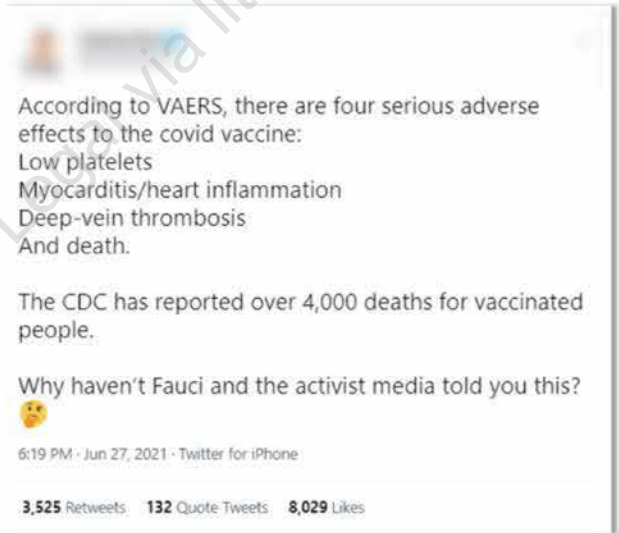 Legal via lit
According to VAERS, there are four serious adverse
effects to the covid vaccine:
Low platelets
Myocarditis/heart inflammation
Deep-vein thrombosis
And death.
The CDC has reported over 4,000 deaths for vaccinated
people.
Why haven't Fauci and the activist media told you this?
🤔
6:19 PM · Jun 27, 2021 · Twitter for iPhone
3,525 Retweets 132 Quote Tweets 8,029 Likes